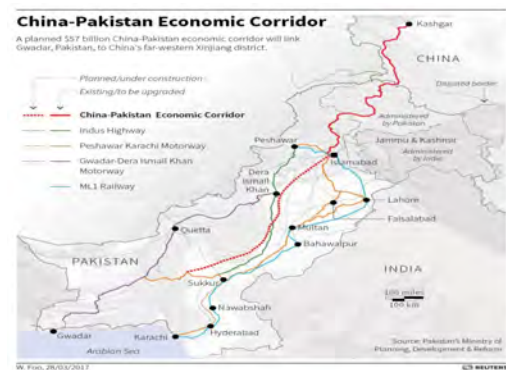 China-Pakistan Economic Corridor
A planned $57 billion China-Pakistan economic corridor will link
Gwadar, Pakistan, to China's far-western Xinjiang district.
Planned/under construction
Existing/to be upgraded
China-Pakistan Economic Corridor
Indus Highway
Peshawar Karachi Motorway
Gwadar-Dera Ismail Khan
Motorway
ML1 Railway
Kashgar
CHINA
Disputed border
Administered
by Pakistan
Jammu & Kashmir
Administered
by India
Peshawar
Islamabad
Dera
Ismail
Khan
Lahore
Faisalabad
Quetta
Multan
Bahawalpur
PAKISTAN
INDIA
Sukkur
100 miles
100 km
Nawabshah
Gwadar
Karachi
Hyderabad
Arabian Sea
Source: Pakistan's Ministry of
Planning, Development & Reform
W. Foo, 28/03/2017
REUTERS